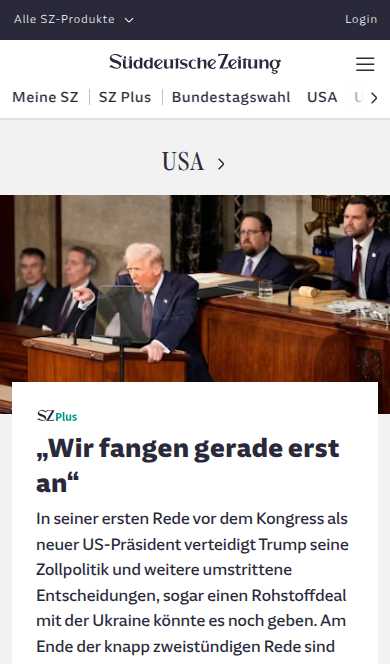 Alle SZ-Produkte
Login
Süddeutsche Zeitung
Meine SZ
SZ Plus
Bundestagswahl
USA
USA
SZ Plus
„Wir fangen gerade erst
an“
In seiner ersten Rede vor dem Kongress als
neuer US-Präsident verteidigt Trump seine
Zollpolitik und weitere umstrittene
Entscheidungen, sogar einen Rohstoffdeal
mit der Ukraine könnte es noch geben. Am
Ende der knapp zweistündigen Rede sind